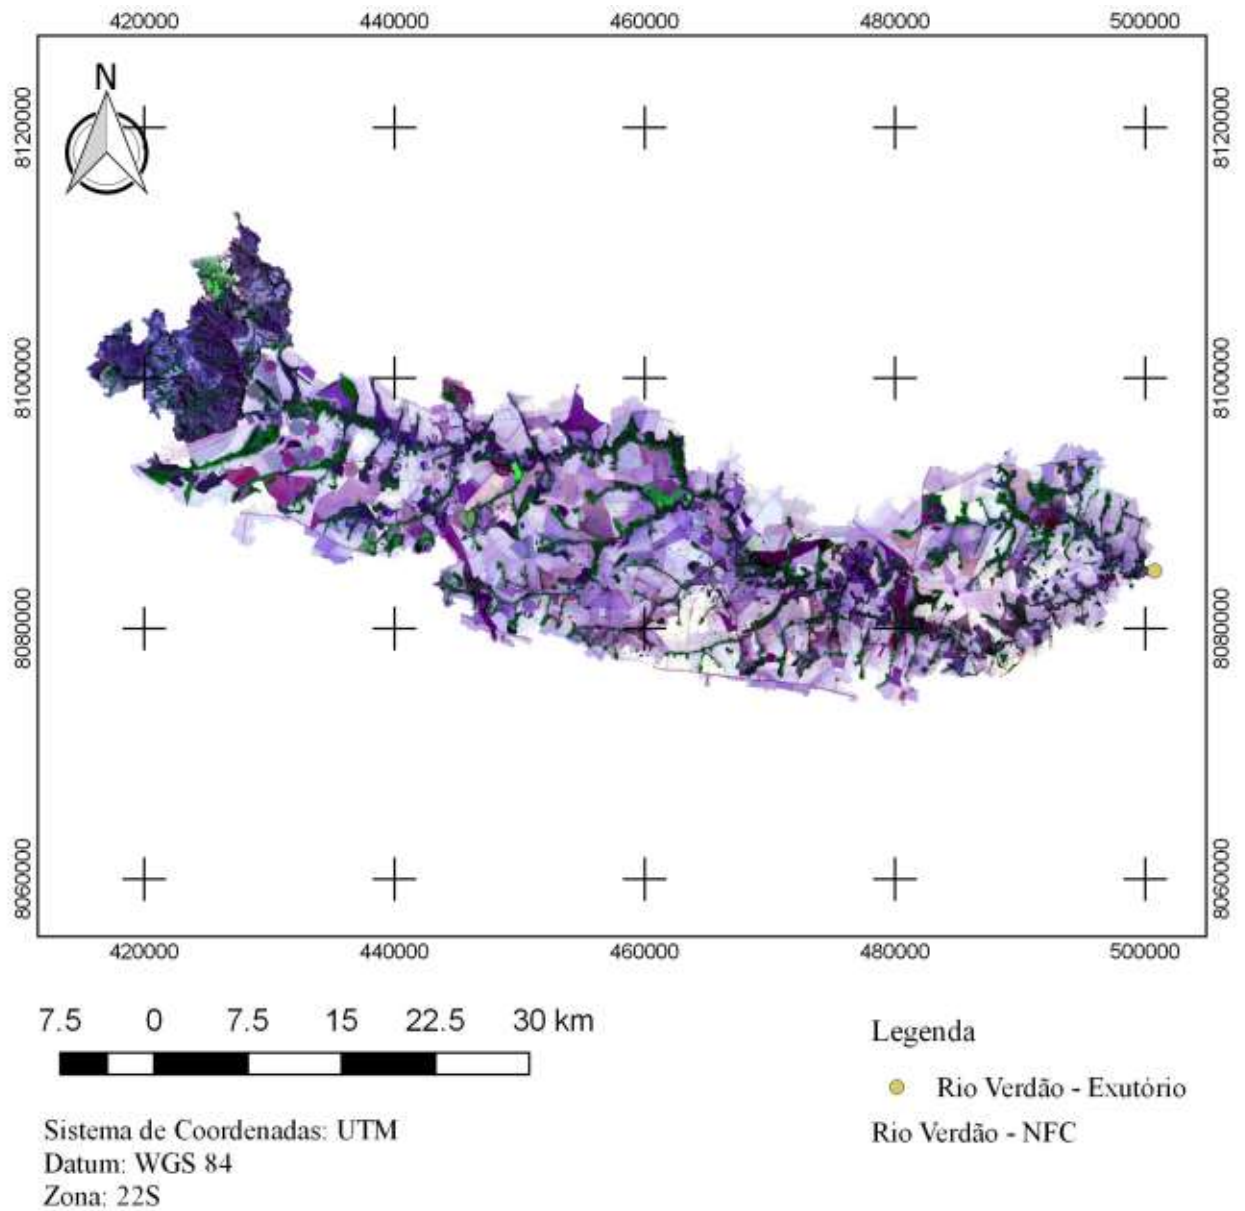 420000 440000 460000 480000 500000
N
8120000 8120000
8100000 8100000
8080000 8080000
8060000 8060000
420000 440000 460000 480000 500000
7.5 0 7.5 15 22.5 30 km
Legenda
Rio Verdão - Exutório
Rio Verdão - NFC
Sistema de Coordenadas: UTM
Datum: WGS 84
Zona: 22S